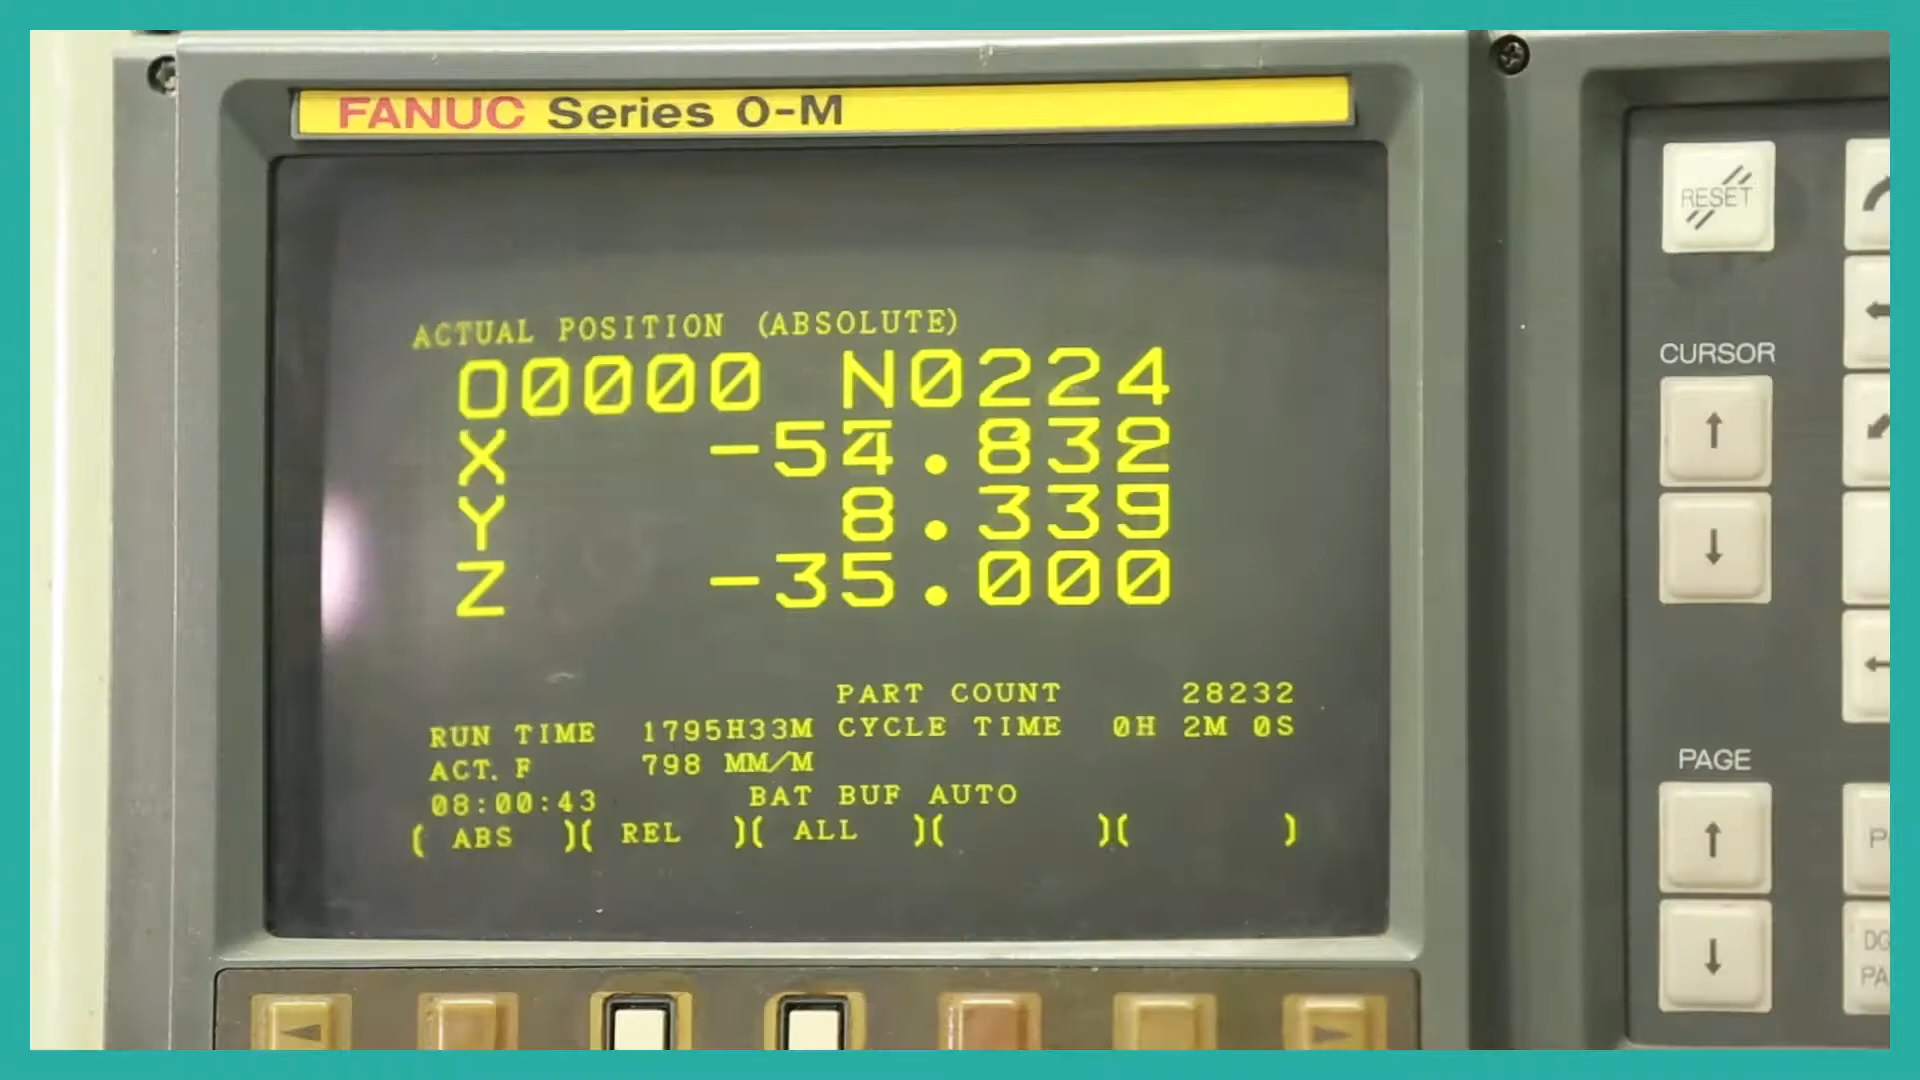 FANUC Series O-M
ACTUAL POSITION (ABSOLUTE)
O0000 N0224
X -54.832
Y 8.339
Z -35.000
PART COUNT 28232
RUN TIME 1795H33M CYCLE TIME 0H 2M 0S
ACT. F 798 MM/M
08:00:43 BAT BUF AUTO
( ABS )( REL )( ALL )( )( )
RESET
CURSOR
PAGE